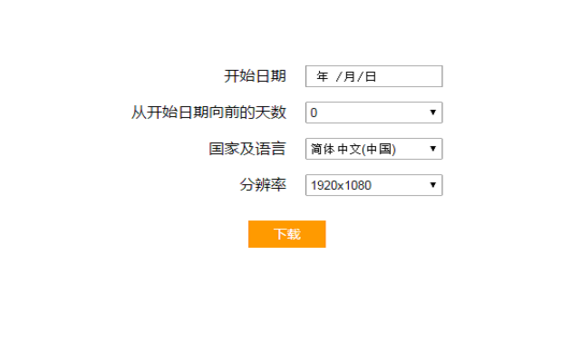 开始日期 年 /月/日
从开始日期向前的天数 0
国家及语言 简体中文(中国)
分辨率 1920x1080
下载